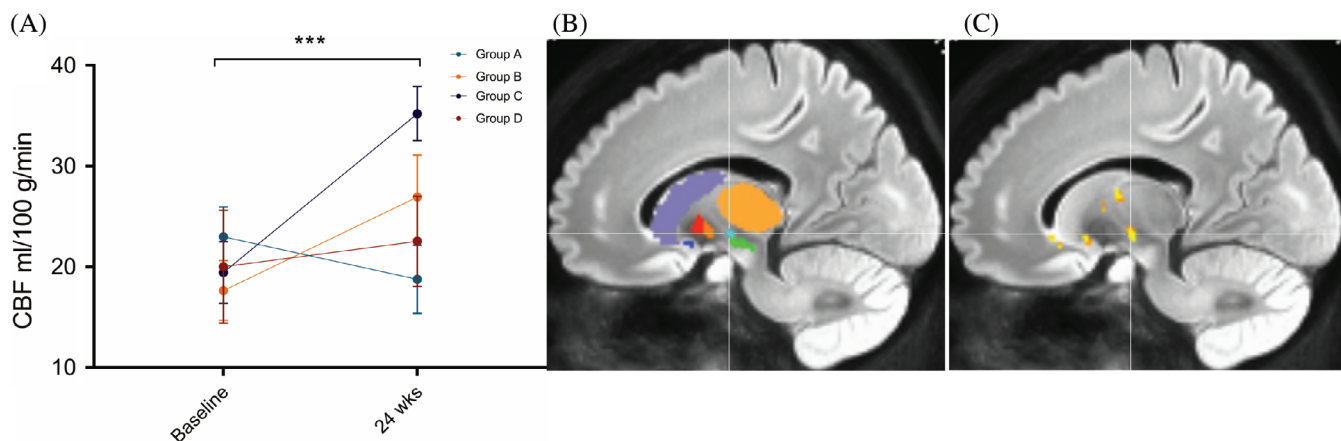 (A)
***
Group A
Group B
Group C
Group D
40
30
20
10
CBF ml/100 g/min
Baseline
24 wks
(B)
(C)